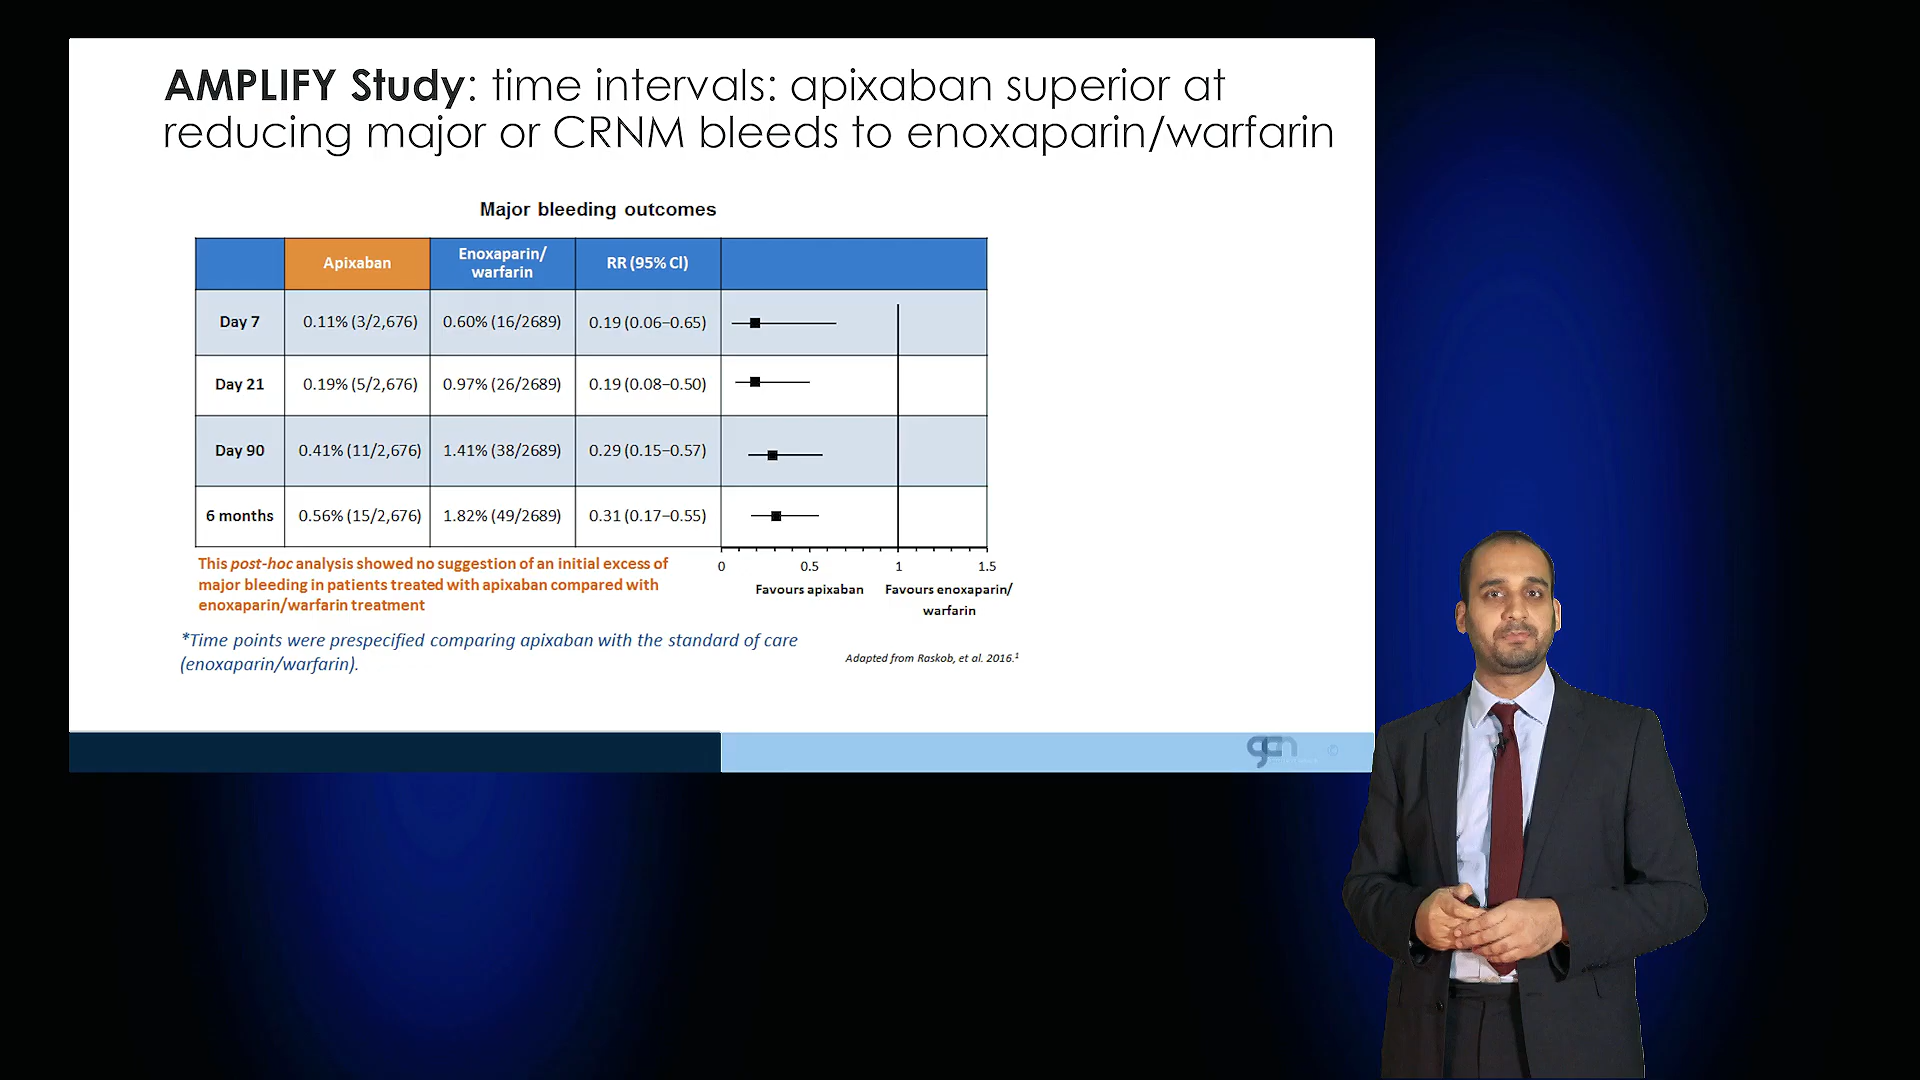 AMPLIFY Study: time intervals: apixaban superior at
reducing major or CRNM bleeds to enoxaparin/warfarin
Major bleeding outcomes
Apixaban
Enoxaparin/
warfarin
RR (95% CI)
Day 7
0.11% (3/2,676)
0.60% (16/2689)
0.19 (0.06–0.65)
Day 21
0.19% (5/2,676)
0.97% (26/2689)
0.19 (0.08–0.50)
Day 90
0.41% (11/2,676)
1.41% (38/2689)
0.29 (0.15–0.57)
6 months
0.56% (15/2,676)
1.82% (49/2689)
0.31 (0.17–0.55)
0 0.5 1 1.5
Favours apixaban
Favours enoxaparin/
warfarin
This post-hoc analysis showed no suggestion of an initial excess of
major bleeding in patients treated with apixaban compared with
enoxaparin/warfarin treatment
*Time points were prespecified comparing apixaban with the standard of care
(enoxaparin/warfarin).
Adapted from Raskob, et al. 2016.¹
gcn